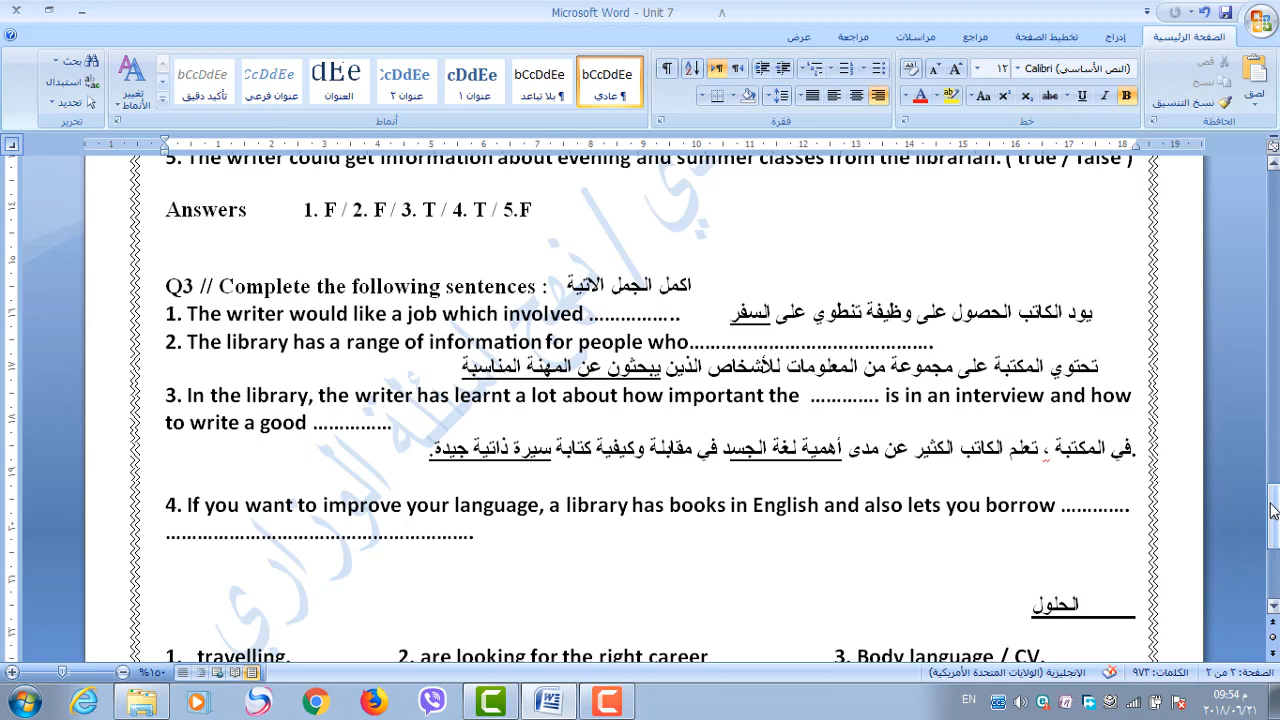 Microsoft Word - Unit 7
الصفحة الرئيسية إدراج تخطيط الصفحة مراجع مراسلات مراجعة عرض
لصق
قص
نسخ
نسخ التنسيق
الحافظة
Calibri (النص الأساسي) ١٢
خط
فقرة
AaBbCcDdEe ¶ عادي
AaBbCcDdEe ¶ بلا تباعد
عنوان ١
عنوان ٢
العنوان
عنوان فرعي
تأكيد دقيق
تغيير الأنماط
أنماط
بحث
استبدال
تحديد
تحرير
5. The writer could get information about evening and summer classes from the librarian. ( true / false )
Answers 1. F / 2. F / 3. T / 4. T / 5.F
Q3 // Complete the following sentences : اكمل الجمل الاتية
1. The writer would like a job which involved …………….. يود الكاتب الحصول على وظيفة تنطوي على السفر
2. The library has a range of information for people who…………………………………….
تحتوي المكتبة على مجموعة من المعلومات للأشخاص الذين يبحثون عن المهنة المناسبة
3. In the library, the writer has learnt a lot about how important the …………. is in an interview and how
to write a good ……………
.في المكتبة ، تعلم الكاتب الكثير عن مدى أهمية لغة الجسد في مقابلة وكيفية كتابة سيرة ذاتية جيدة.
4. If you want to improve your language, a library has books in English and also lets you borrow ………….
………………………………………………….
الحلول
1. travelling. 2. are looking for the right career 3. Body language / CV.
الصفحة: ٢ من ٢ الكلمات: ٩٧٣ الإنجليزية (الولايات المتحدة الأمريكية) ١٥٠%
EN
09:54 م
٢٠١٨/٠٦/٢١